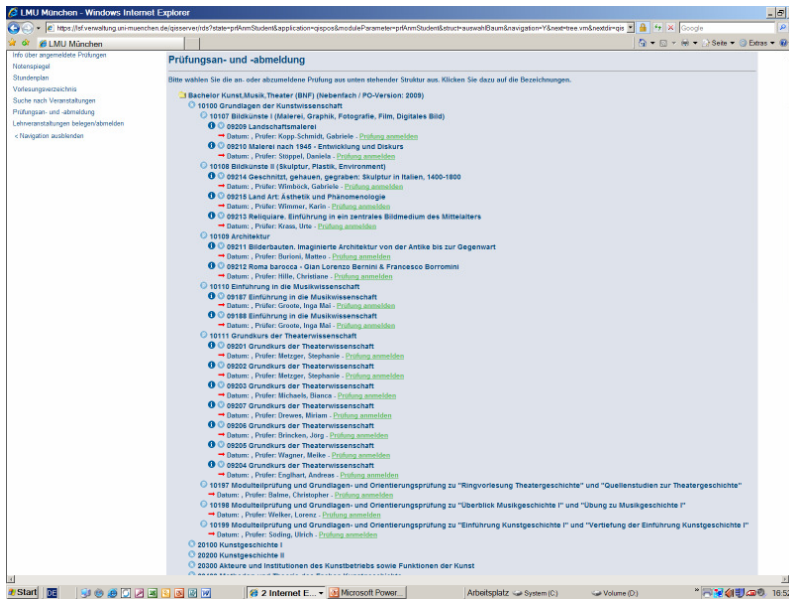 LMU München - Windows Internet Explorer
https://lsf.verwaltung.uni-muenchen.de/qisserver/rds?state=prfAnmStudent&application=qispos&moduleParameter=prfAnmStudent&struct=auswahlBaum&navigation=Y&next=tree.vm&nextdir=qis
Google
LMU München
Seite
Extras
Info über angemeldete Prüfungen
Notenspiegel
Stundenplan
Vorlesungsverzeichnis
Suche nach Veranstaltungen
Prüfungsan- und -abmeldung
Lehrveranstaltungen belegen/abmelden
< Navigation ausblenden
Prüfungsan- und -abmeldung
Bitte wählen Sie die an- oder abzumeldene Prüfung aus unten stehender Struktur aus. Klicken Sie dazu auf die Bezeichnungen.
Bachelor Kunst,Musik,Theater (BNF) (Nebenfach / PO-Version: 2009)
10100 Grundlagen der Kunstwissenschaft
10107 Bildkünste I (Malerei, Graphik, Fotografie, Film, Digitales Bild)
09209 Landschaftsmalerei
Datum: , Prüfer: Kopp-Schmidt, Gabriele - Prüfung anmelden
09210 Malerei nach 1945 - Entwicklung und Diskurs
Datum: , Prüfer: Stöppel, Daniela - Prüfung anmelden
10108 Bildkünste II (Skulptur, Plastik, Environment)
09214 Geschnitzt, gehauen, gegraben: Skulptur in Italien, 1400-1800
Datum: , Prüfer: Wimböck, Gabriele - Prüfung anmelden
09215 Land Art: Ästhetik und Phänomenologie
Datum: , Prüfer: Wimmer, Karin - Prüfung anmelden
09213 Reliquiare. Einführung in ein zentrales Bildmedium des Mittelalters
Datum: , Prüfer: Krass, Urte - Prüfung anmelden
10109 Architektur
09211 Bilderbauten. Imaginierte Architektur von der Antike bis zur Gegenwart
Datum: , Prüfer: Burioni, Matteo - Prüfung anmelden
09212 Roma barocca - Gian Lorenzo Bernini & Francesco Borromini
Datum: , Prüfer: Hille, Christiane - Prüfung anmelden
10110 Einführung in die Musikwissenschaft
09187 Einführung in die Musikwissenschaft
Datum: , Prüfer: Groote, Inga Mai - Prüfung anmelden
09188 Einführung in die Musikwissenschaft
Datum: , Prüfer: Groote, Inga Mai - Prüfung anmelden
10111 Grundkurs der Theaterwissenschaft
09201 Grundkurs der Theaterwissenschaft
Datum: , Prüfer: Metzger, Stephanie - Prüfung anmelden
09202 Grundkurs der Theaterwissenschaft
Datum: , Prüfer: Metzger, Stephanie - Prüfung anmelden
09203 Grundkurs der Theaterwissenschaft
Datum: , Prüfer: Michaels, Bianca - Prüfung anmelden
09207 Grundkurs der Theaterwissenschaft
Datum: , Prüfer: Drewes, Miriam - Prüfung anmelden
09206 Grundkurs der Theaterwissenschaft
Datum: , Prüfer: Brincken, Jörg - Prüfung anmelden
09205 Grundkurs der Theaterwissenschaft
Datum: , Prüfer: Wagner, Meike - Prüfung anmelden
09204 Grundkurs der Theaterwissenschaft
Datum: , Prüfer: Englhart, Andreas - Prüfung anmelden
10197 Modulteilprüfung und Grundlagen- und Orientierungsprüfung zu "Ringvorlesung Theatergeschichte" und "Quellenstudien zur Theatergeschichte"
Datum: , Prüfer: Balme, Christopher - Prüfung anmelden
10198 Modulteilprüfung und Grundlagen- und Orientierungsprüfung zu "Überblick Musikgeschichte I" und "Übung zu Musikgeschichte I"
Datum: , Prüfer: Welker, Lorenz - Prüfung anmelden
10199 Modulteilprüfung und Grundlagen- und Orientierungsprüfung zu "Einführung Kunstgeschichte I" und "Vertiefung der Einführung Kunstgeschichte I"
Datum: , Prüfer: Söding, Ulrich - Prüfung anmelden
20100 Kunstgeschichte I
20200 Kunstgeschichte II
20300 Akteure und Institutionen des Kunstbetriebs sowie Funktionen der Kunst
Start
DE
2 Internet E...
Microsoft Power...
Arbeitsplatz
System (C:)
Volume (D:)
16:52